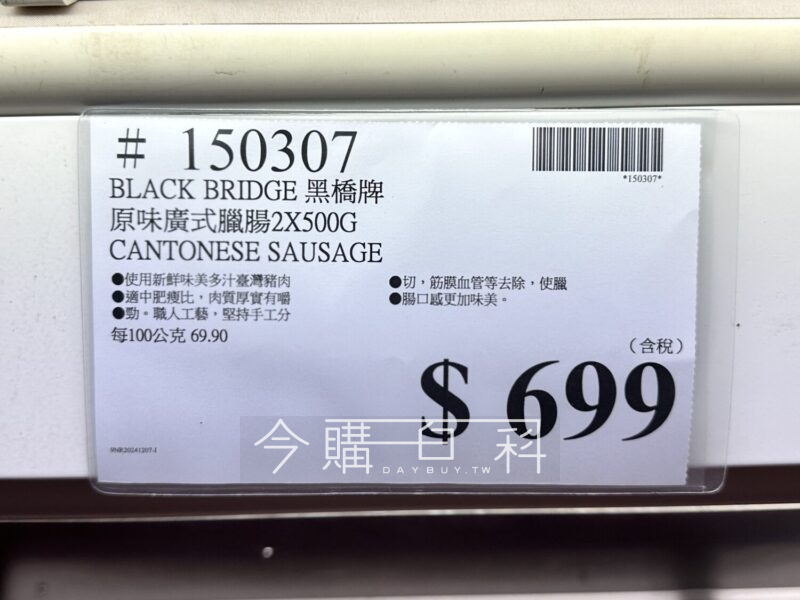 # 150307
*150307*
BLACK BRIDGE 黑橋牌
原味廣式臘腸2X500G
CANTONESE SAUSAGE
●使用新鮮味美多汁臺灣豬肉
●適中肥瘦比，肉質厚實有嚼
●勁。職人工藝，堅持手工分
●切，筋膜血管等去除，使臘
●腸口感更加味美。
每100公克 69.90
（含稅）
$ 699
今購百科
DAYBUY.TW